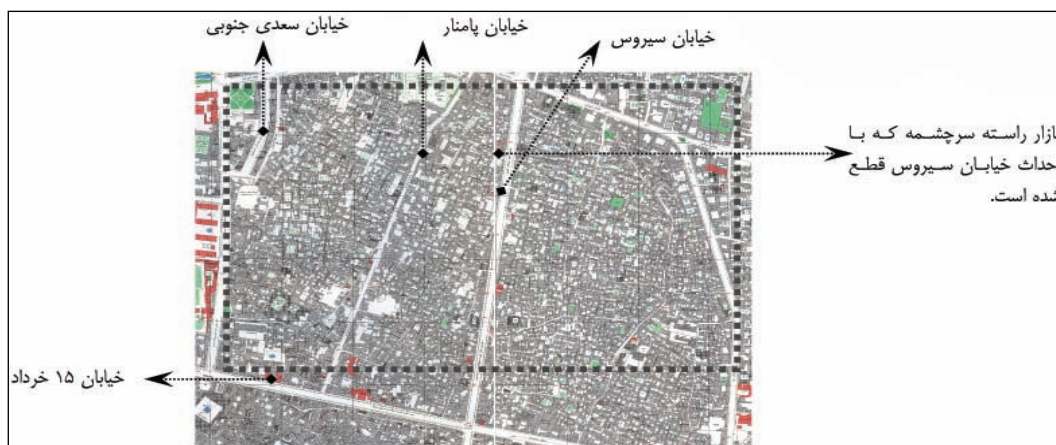 خیابان سعدی جنوبی
خیابان پامنار
خیابان سیروس
ازار راسته سرچشمه که با
حداث خیابان سیروس قطع
شده است.
خیابان ۱۵ خرداد